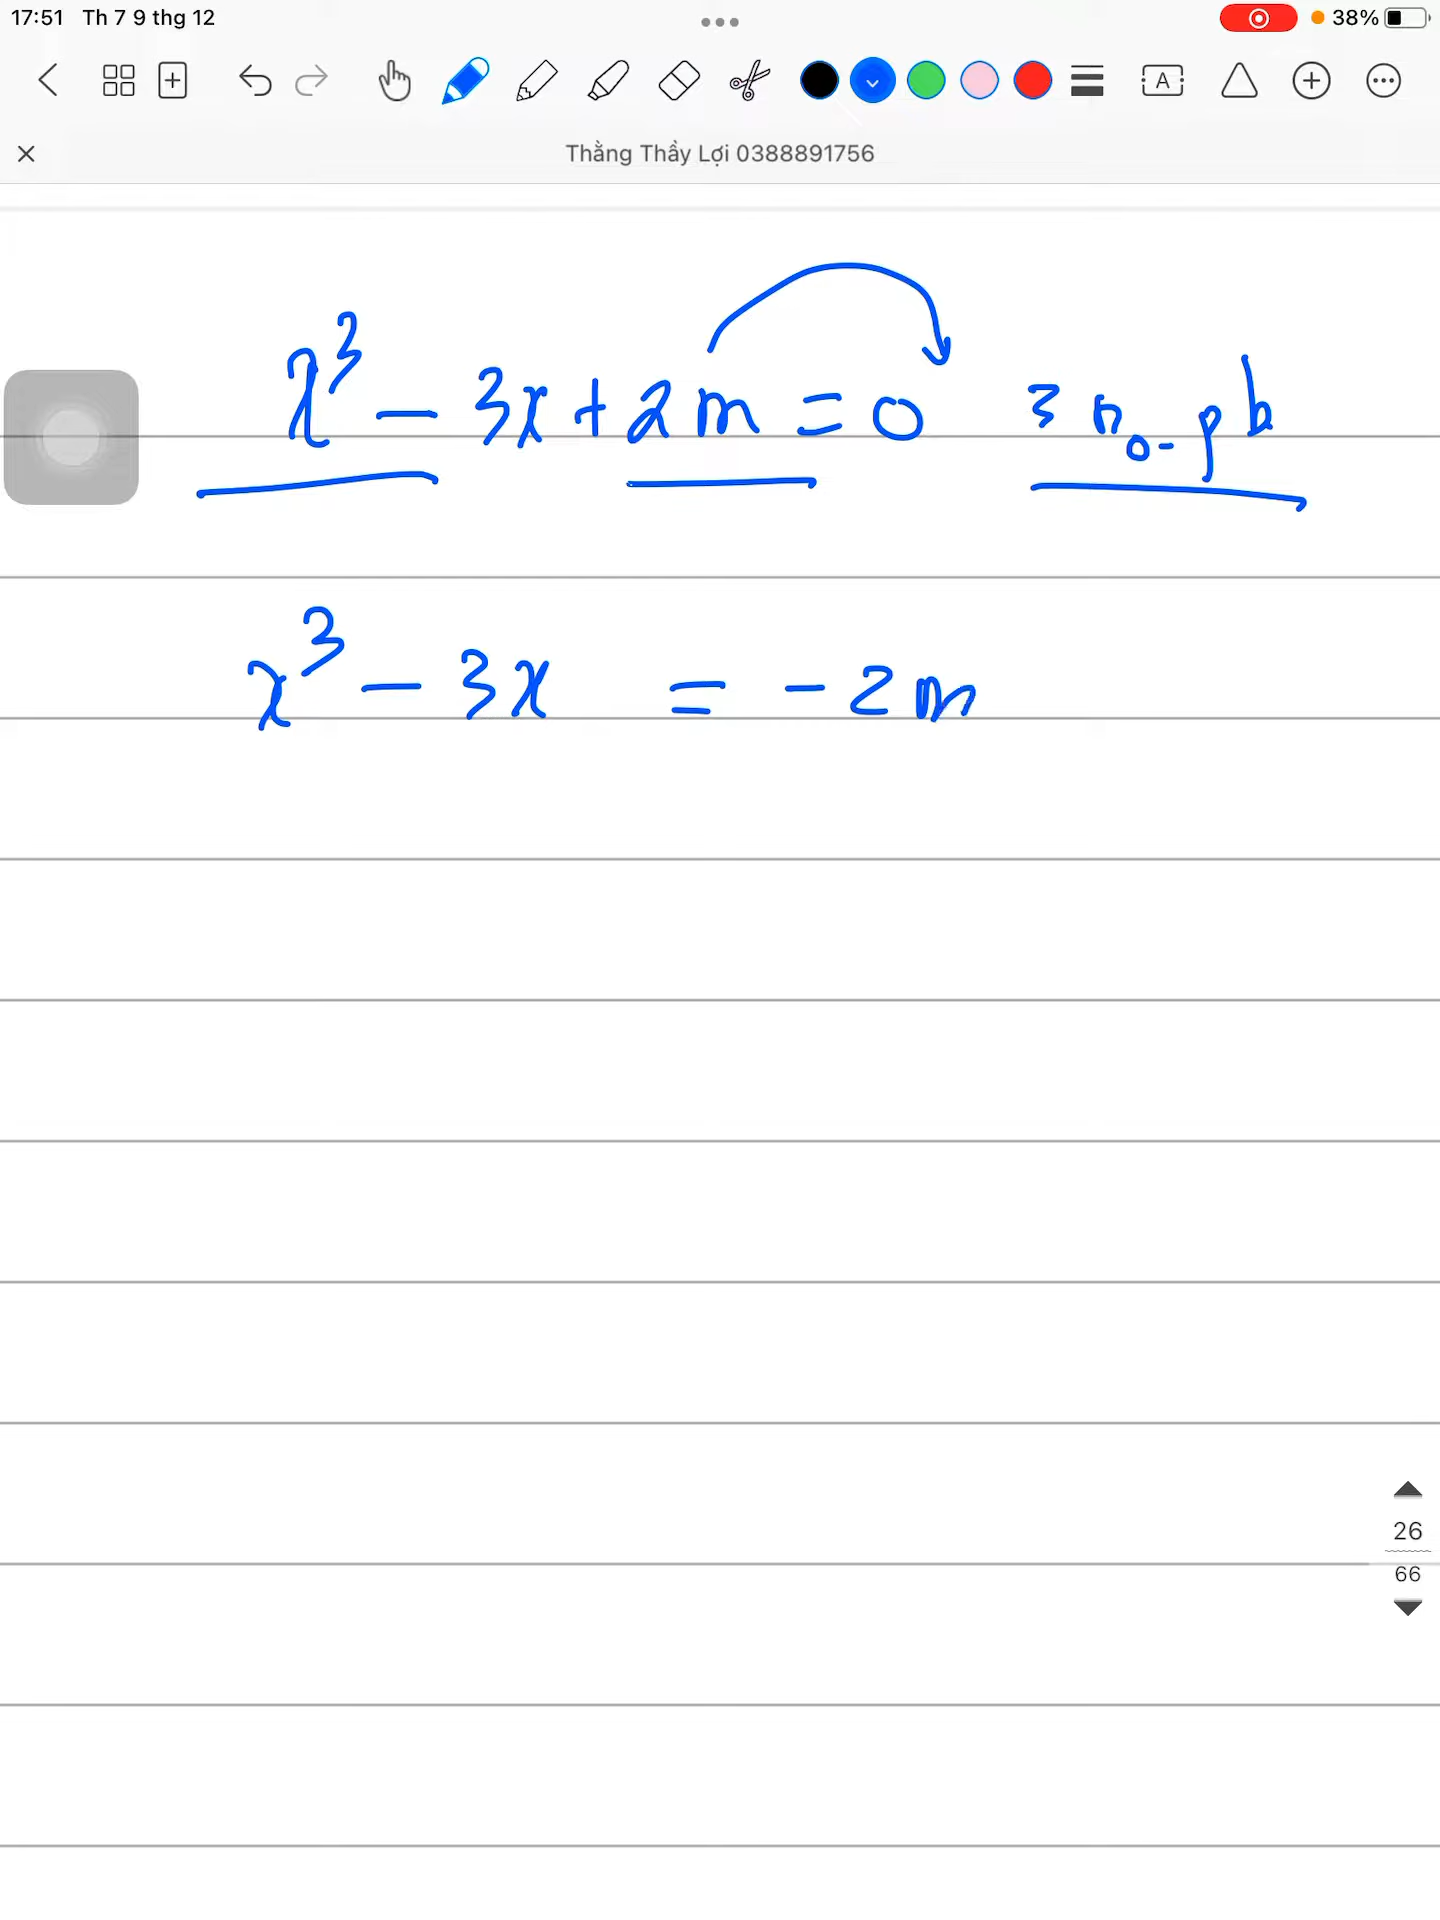 17:51 Th 7 9 thg 12 38%
A
Thằng Thầy Lợi 0388891756
x³ - 3x + 2m = 0 3 n₀ - pb
x³ - 3x = - 2m
26
66